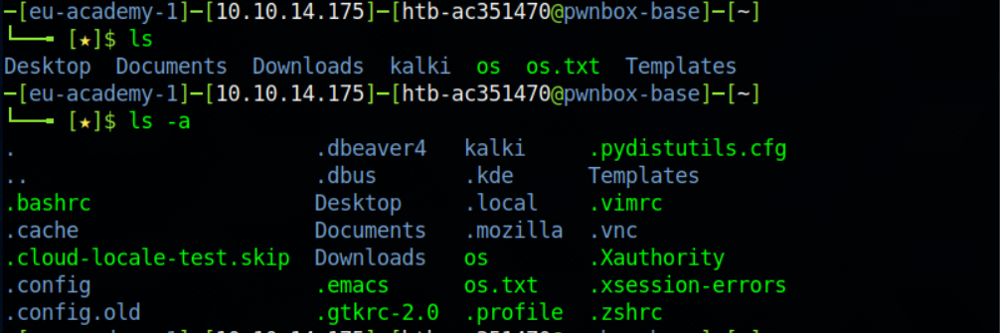 -[eu-academy-1]-[10.10.14.175]-[htb-ac351470@pwnbox-base]-[~]
└──╼ [★]$ ls
Desktop  Documents  Downloads  kalki  os  os.txt  Templates
-[eu-academy-1]-[10.10.14.175]-[htb-ac351470@pwnbox-base]-[~]
└──╼ [★]$ ls -a
.                        .dbeaver4   kalki     .pydistutils.cfg
..                       .dbus       .kde      Templates
.bashrc                  Desktop     .local    .vimrc
.cache                   Documents   .mozilla  .vnc
.cloud-locale-test.skip  Downloads   os        .Xauthority
.config                  .emacs      os.txt    .xsession-errors
.config.old              .gtkrc-2.0  .profile  .zshrc